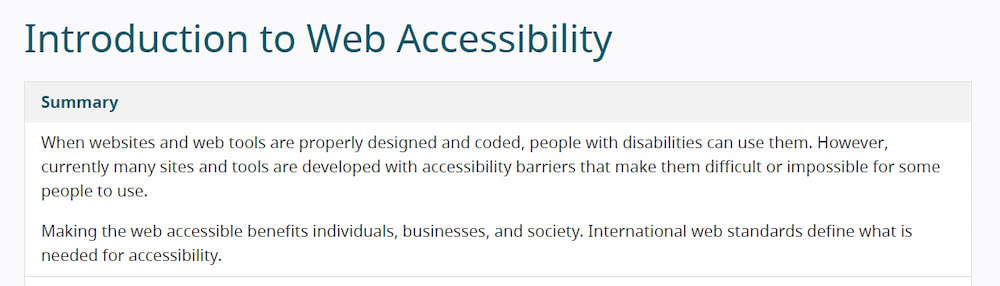 Introduction to Web Accessibility
Summary
When websites and web tools are properly designed and coded, people with disabilities can use them. However,
currently many sites and tools are developed with accessibility barriers that make them difficult or impossible for some
people to use.
Making the web accessible benefits individuals, businesses, and society. International web standards define what is
needed for accessibility.